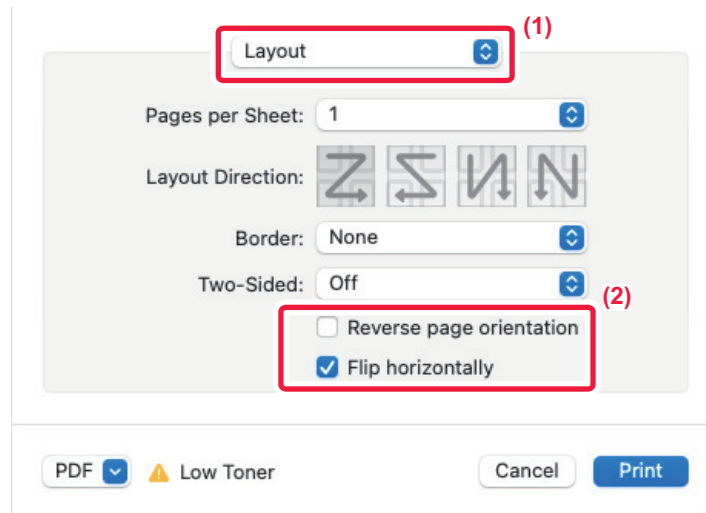 (1)
Layout
Pages per Sheet: 1
Layout Direction:
Border: None
Two-Sided: Off
(2)
Reverse page orientation
Flip horizontally
PDF Low Toner Cancel Print